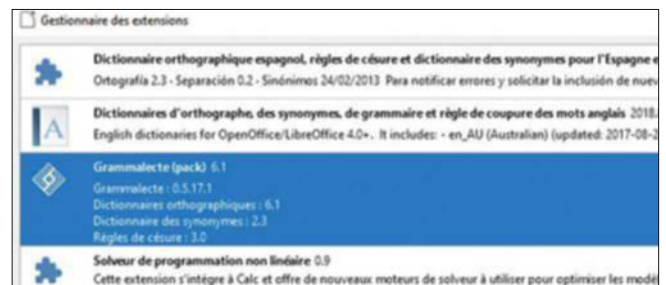 Gestionnaire des extensions
Dictionnaire orthographique espagnol, règles de césure et dictionnaire des synonymes pour l'Espagne e
Ortografía 2.3 - Separación 0.2 - Sinónimos 24/02/2013 Para notificar errores y solicitar la inclusión de nuev
Dictionnaires d'orthographe, des synonymes, de grammaire et règle de coupure des mots anglais 2018.
English dictionaries for OpenOffice/LibreOffice 4.0+. It includes: - en_AU (Australian) (updated: 2017-08-2
Grammalecte (pack) 6.1
Grammalecte : 0.5.17.1
Dictionnaires orthographiques : 6.1
Dictionnaire des synonymes : 2.3
Règles de césure : 3.0
Solveur de programmation non linéaire 0.9
Cette extension s'intègre à Calc et offre de nouveaux moteurs de solveur à utiliser pour optimiser les modèl